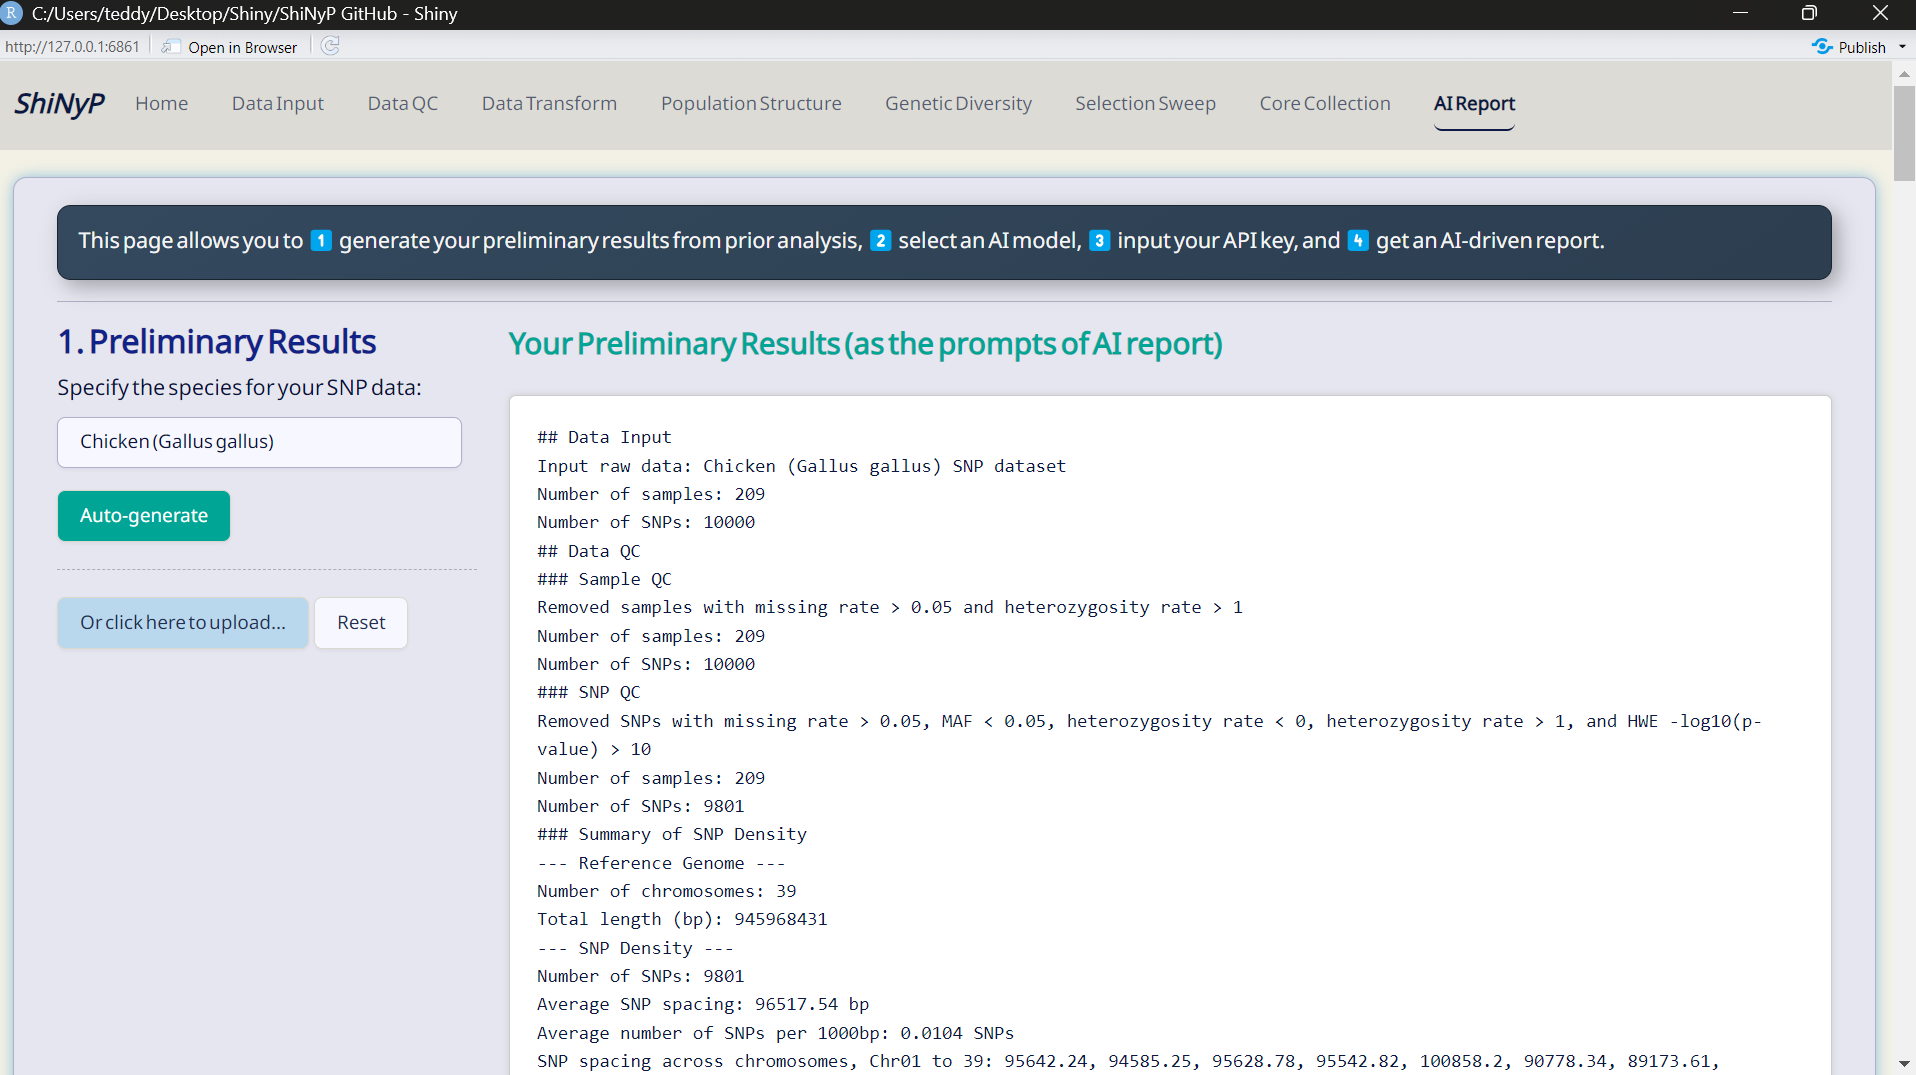 C:/Users/teddy/Desktop/Shiny/ShiNyP GitHub - Shiny
http://127.0.0.1:6861 Open in Browser Publish
ShiNyP Home Data Input Data QC Data Transform Population Structure Genetic Diversity Selection Sweep Core Collection AI Report
This page allows you to 1 generate your preliminary results from prior analysis, 2 select an AI model, 3 input your API key, and 4 get an AI-driven report.
1. Preliminary Results
Specify the species for your SNP data:
Chicken (Gallus gallus)
Auto-generate
Or click here to upload... Reset
Your Preliminary Results (as the prompts of AI report)
## Data Input
Input raw data: Chicken (Gallus gallus) SNP dataset
Number of samples: 209
Number of SNPs: 10000
## Data QC
### Sample QC
Removed samples with missing rate > 0.05 and heterozygosity rate > 1
Number of samples: 209
Number of SNPs: 10000
### SNP QC
Removed SNPs with missing rate > 0.05, MAF < 0.05, heterozygosity rate < 0, heterozygosity rate > 1, and HWE -log10(p-
value) > 10
Number of samples: 209
Number of SNPs: 9801
### Summary of SNP Density
--- Reference Genome ---
Number of chromosomes: 39
Total length (bp): 945968431
--- SNP Density ---
Number of SNPs: 9801
Average SNP spacing: 96517.54 bp
Average number of SNPs per 1000bp: 0.0104 SNPs
SNP spacing across chromosomes, Chr01 to 39: 95642.24, 94585.25, 95628.78, 95542.82, 100858.2, 90778.34, 89173.61,